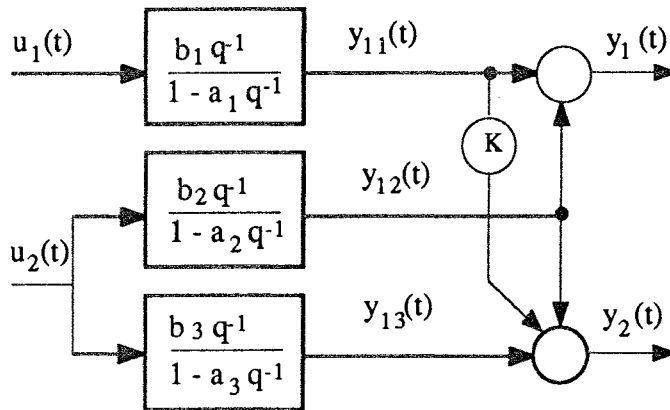 u₁(t)
b₁ q⁻¹
1 - a₁ q⁻¹
y₁₁(t)
y₁ (t)
K
u₂(t)
b₂ q⁻¹
1 - a₂ q⁻¹
y₁₂(t)
b₃ q⁻¹
1 - a₃ q⁻¹
y₁₃(t)
y₂(t)